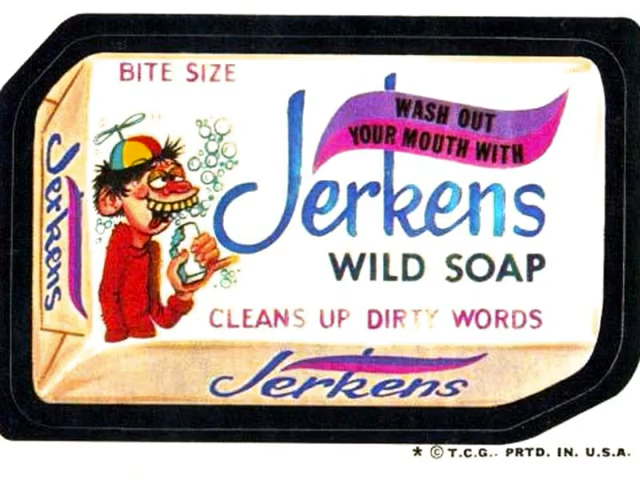 BITE SIZE
WASH OUT
YOUR MOUTH WITH
Jerkens
WILD SOAP
CLEANS UP DIRTY WORDS
Jerkens
Jerkens
* © T.C.G. PRTD. IN. U.S.A.